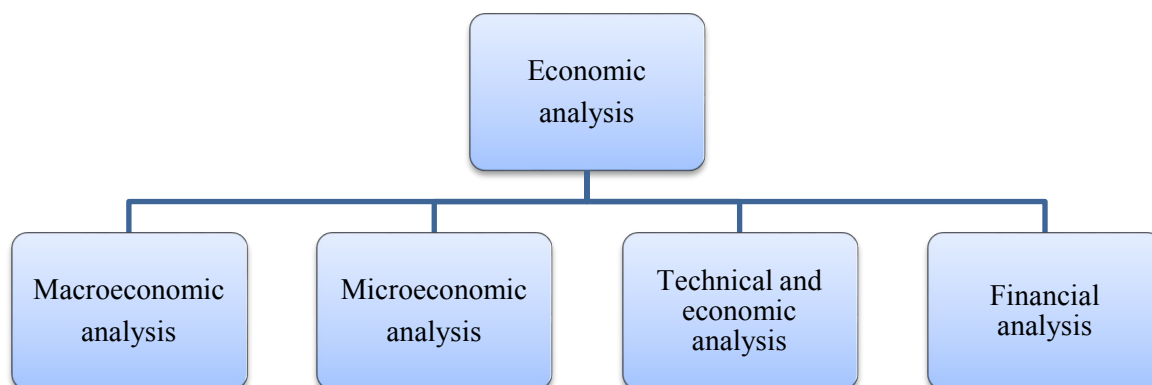 Economic
analysis
Macroeconomic
analysis
Microeconomic
analysis
Technical and
economic
analysis
Financial
analysis